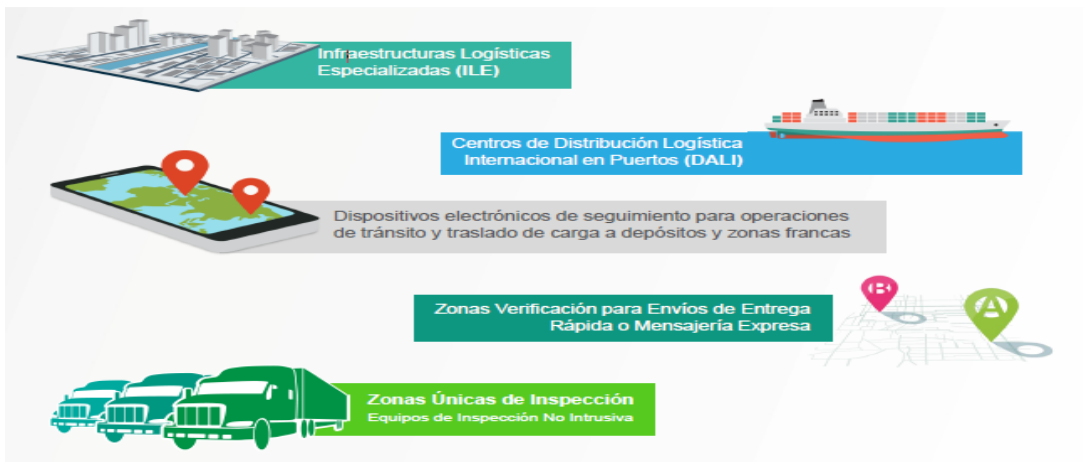 Infraestructuras Logísticas
Especializadas (ILE)
Centros de Distribución Logística
Internacional en Puertos (DALI)
Dispositivos electrónicos de seguimiento para operaciones
de tránsito y traslado de carga a depósitos y zonas francas
B
A
Zonas Verificación para Envíos de Entrega
Rápida o Mensajería Expresa
Zonas Únicas de Inspección
Equipos de Inspección No Intrusiva